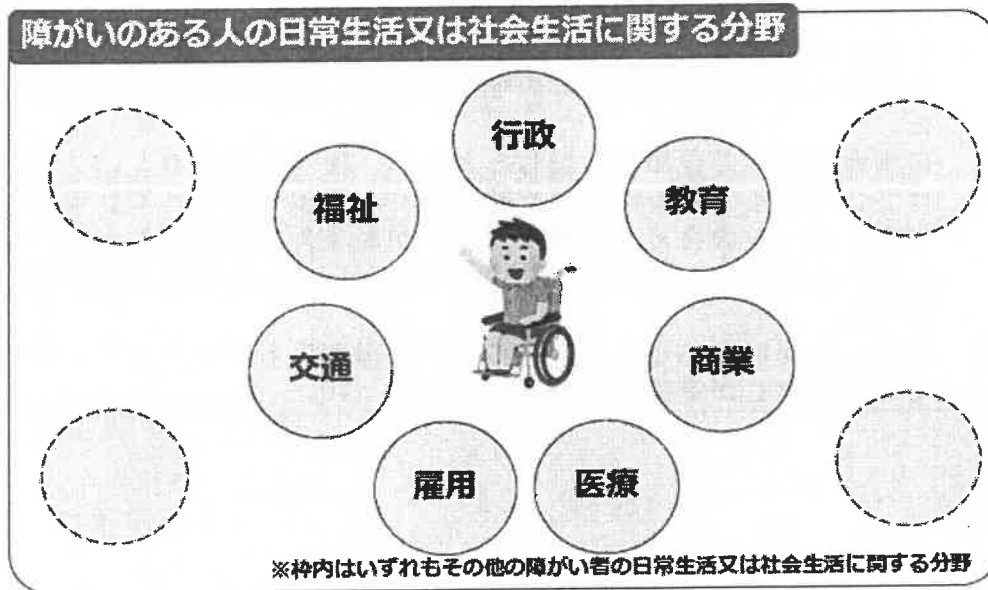 障がいのある人の日常生活又は社会生活に関する分野
行政
福祉
教育
交通
商業
雇用
医療
※枠内はいずれもその他の障がい者の日常生活又は社会生活に関する分野